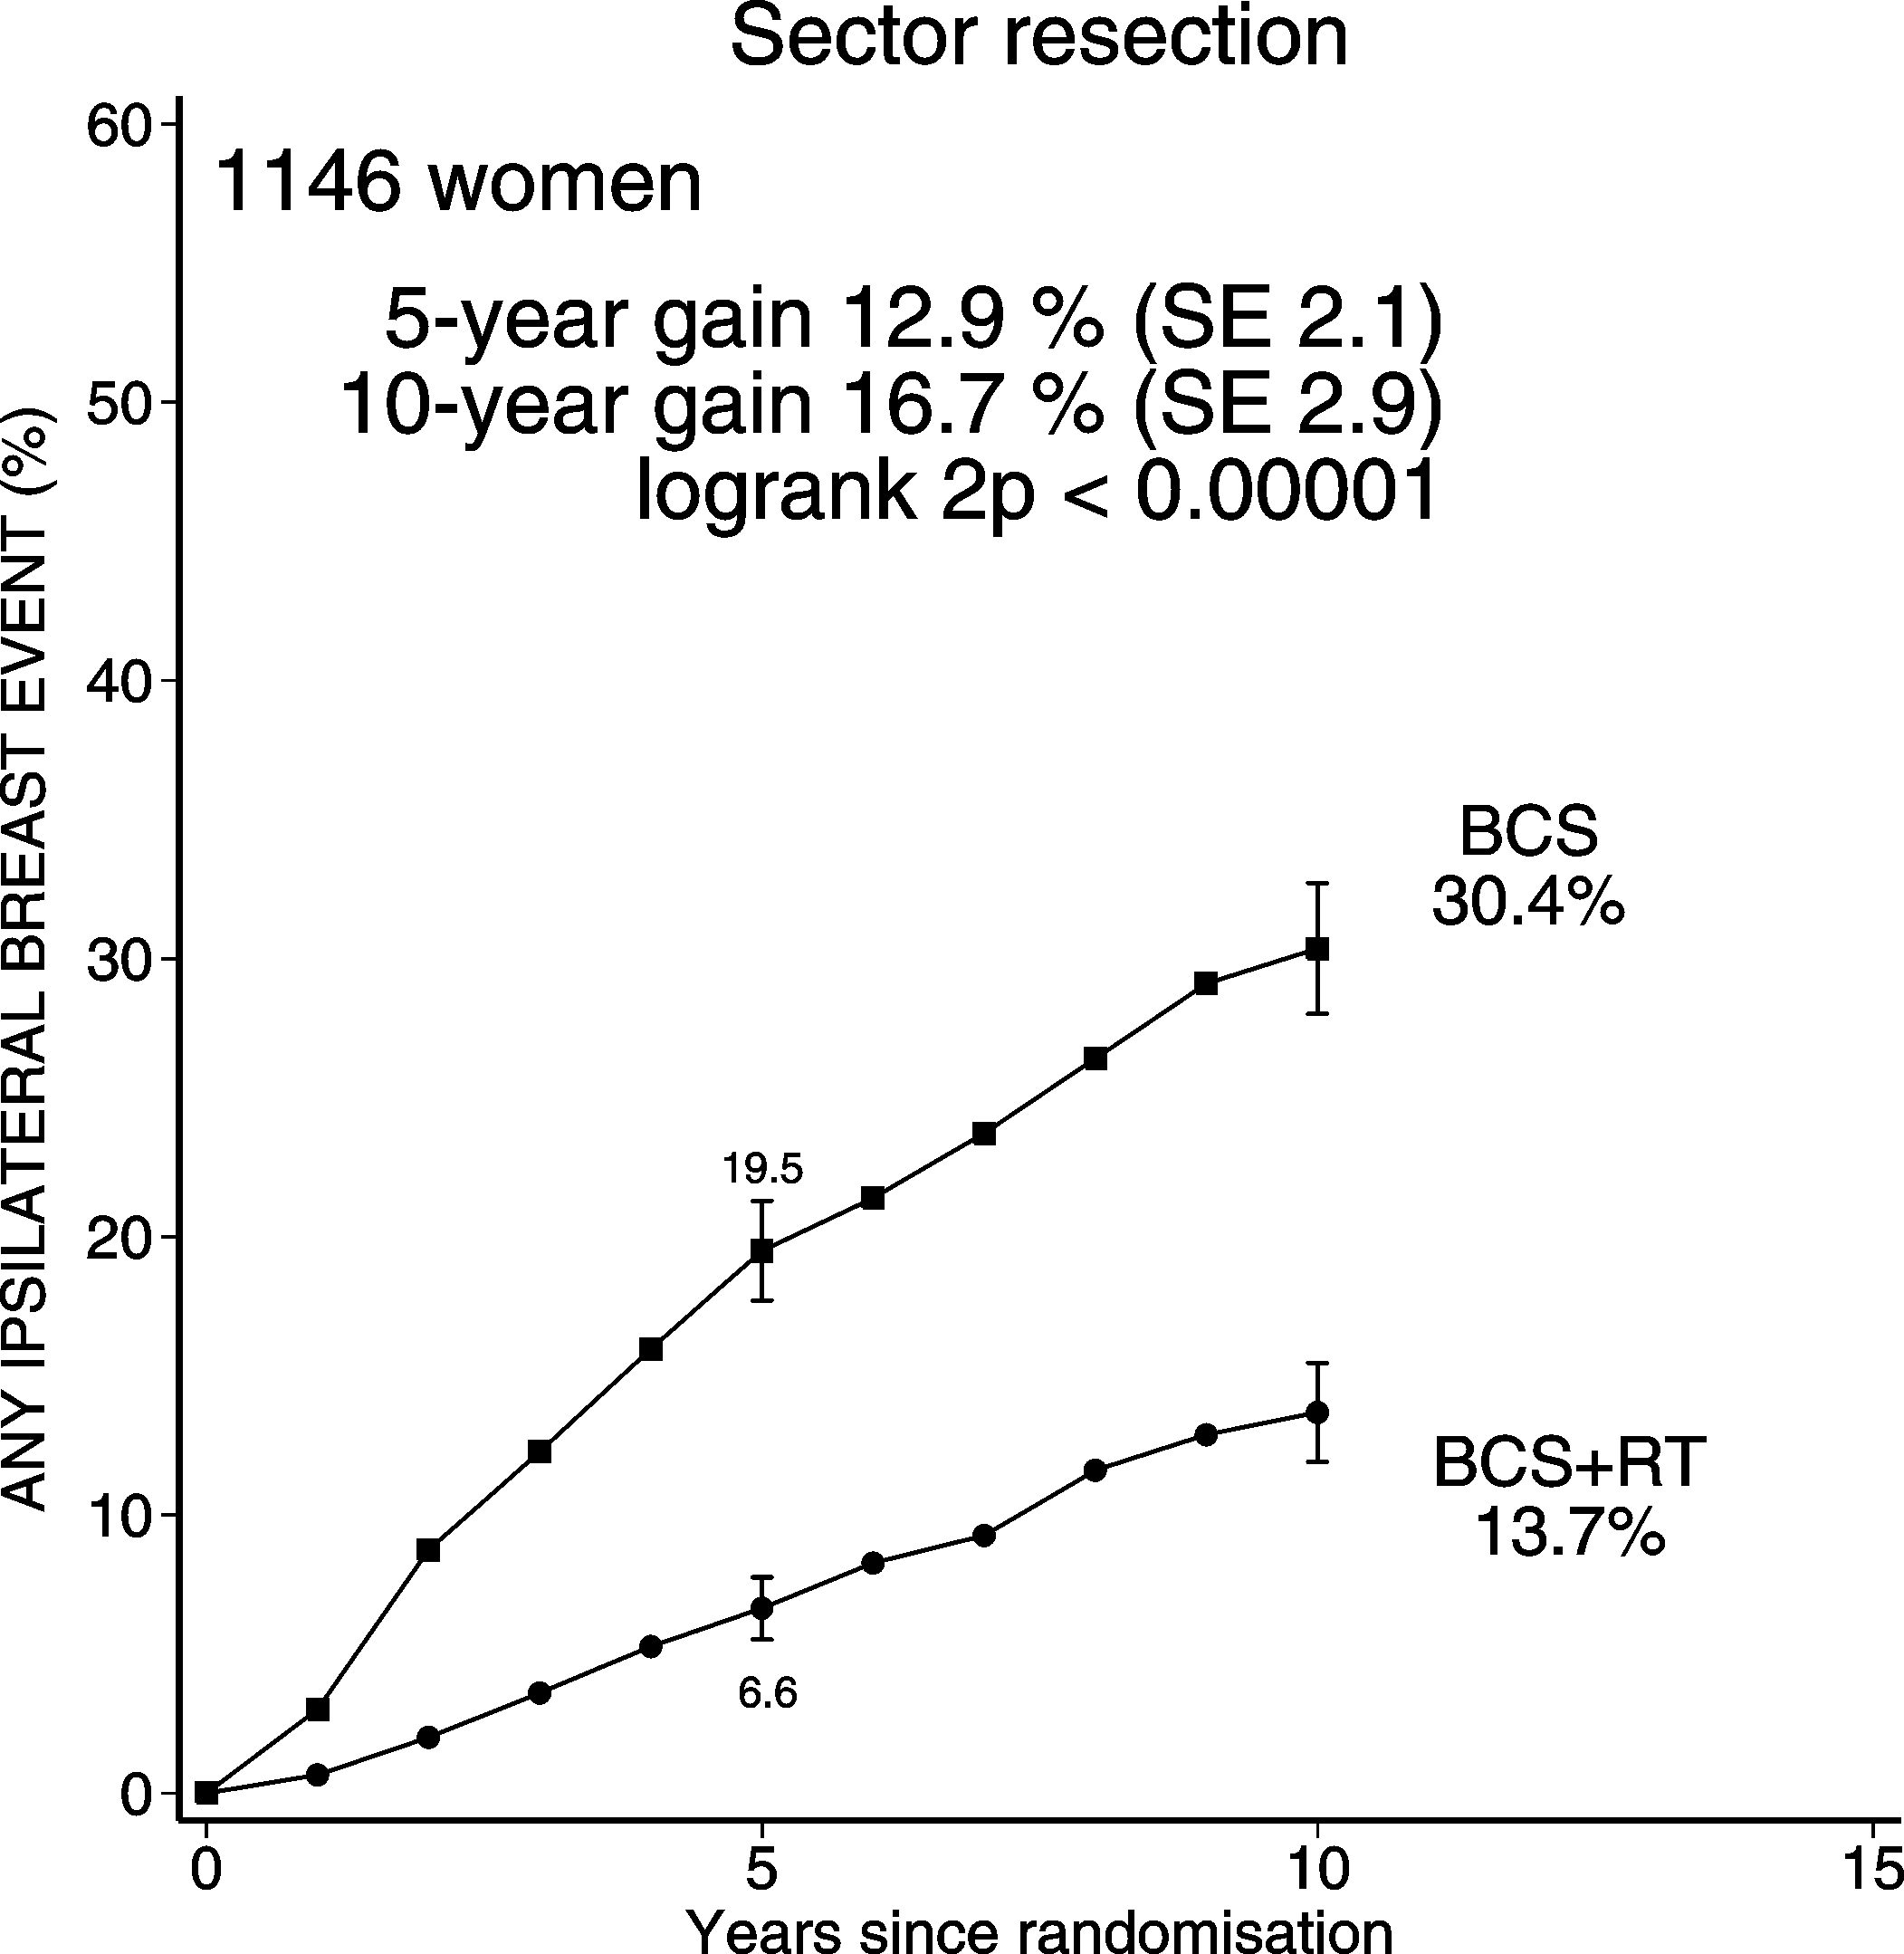 Sector resection
1146 women
5-year gain 12.9 % (SE 2.1)
10-year gain 16.7 % (SE 2.9)
logrank 2p < 0.00001
ANY IPSILATERAL BREAST EVENT (%)
60
50
40
30
20
10
0
BCS
30.4%
19.5
BCS+RT
13.7%
6.6
0 5 10 15
Years since randomisation